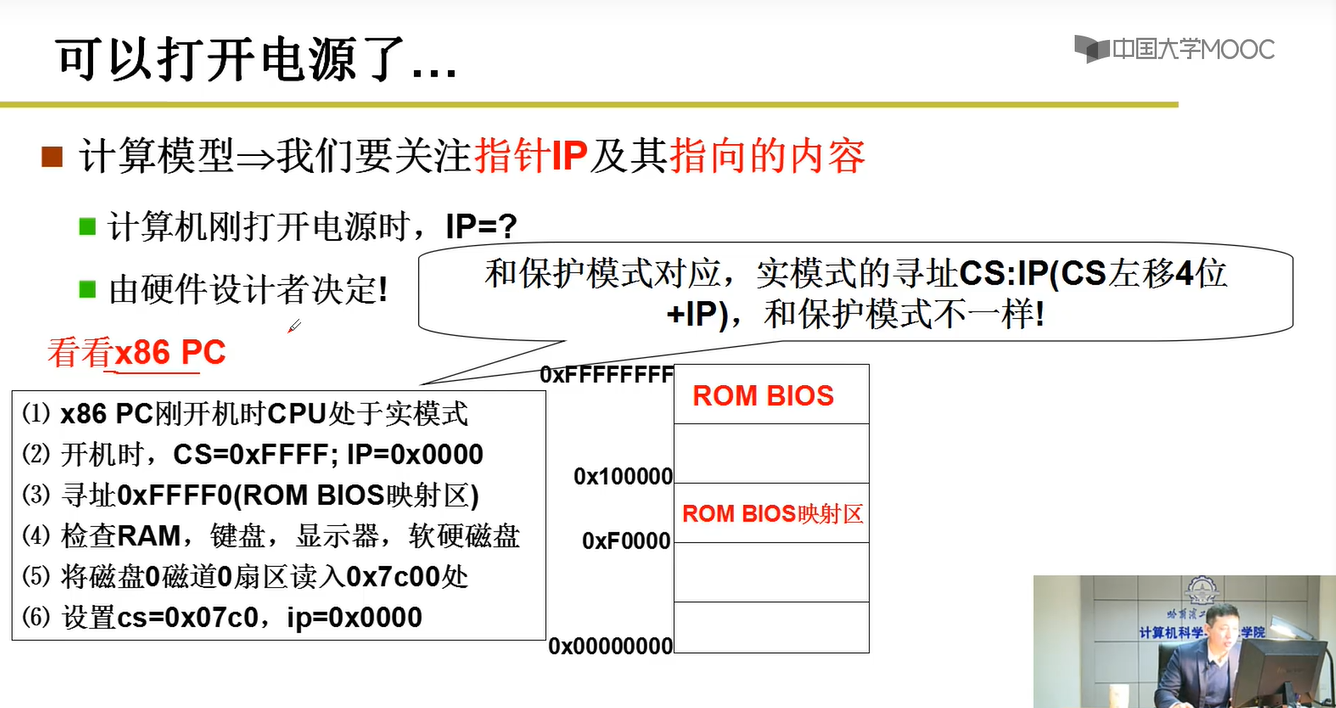 可以打开电源了…
中国大学MOOC
计算模型⇒我们要关注指针IP及其指向的内容
计算机刚打开电源时，IP=?
由硬件设计者决定!
和保护模式对应，实模式的寻址CS:IP(CS左移4位
+IP)，和保护模式不一样!
看看x86 PC
⑴ x86 PC刚开机时CPU处于实模式
⑵ 开机时，CS=0xFFFF; IP=0x0000
⑶ 寻址0xFFFF0(ROM BIOS映射区)
⑷ 检查RAM，键盘，显示器，软硬磁盘
⑸ 将磁盘0磁道0扇区读入0x7c00处
⑹ 设置cs=0x07c0，ip=0x0000
0xFFFFFFFF
ROM BIOS
0x100000
ROM BIOS映射区
0xF0000
0x00000000
计算机科学
学院